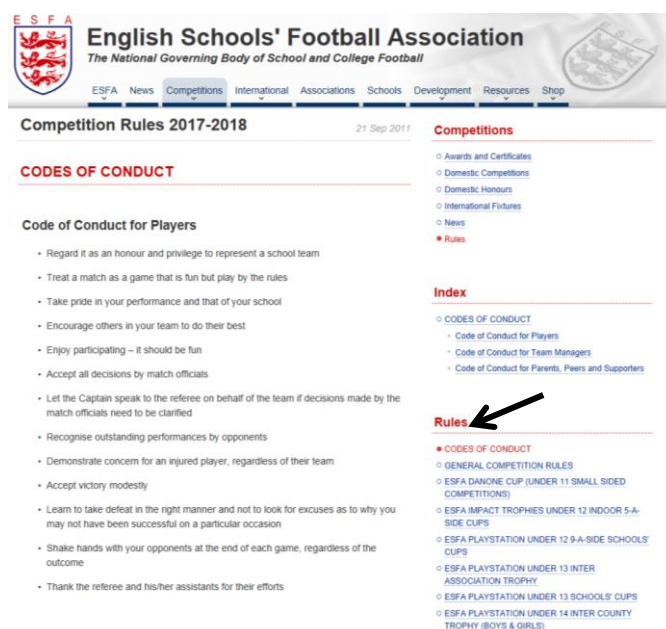 E S F A
English Schools' Football Association
The National Governing Body of School and College Football
ESFA News Competitions International Associations Schools Development Resources Shop
Competition Rules 2017-2018
21 Sep 2011
CODES OF CONDUCT
Code of Conduct for Players
• Regard it as an honour and privilege to represent a school team
• Treat a match as a game that is fun but play by the rules
• Take pride in your performance and that of your school
• Encourage others in your team to do their best
• Enjoy participating – it should be fun
• Accept all decisions by match officials
• Let the Captain speak to the referee on behalf of the team if decisions made by the
match officials need to be clarified
• Recognise outstanding performances by opponents
• Demonstrate concern for an injured player, regardless of their team
• Accept victory modestly
• Learn to take defeat in the right manner and not to look for excuses as to why you
may not have been successful on a particular occasion
• Shake hands with your opponents at the end of each game, regardless of the
outcome
• Thank the referee and his/her assistants for their efforts
Competitions
Awards and Certificates
Domestic Competitions
Domestic Honours
International Fixtures
News
Rules
Index
CODES OF CONDUCT
Code of Conduct for Players
Code of Conduct for Team Managers
Code of Conduct for Parents, Peers and Supporters
Rules
CODES OF CONDUCT
GENERAL COMPETITION RULES
ESFA DANONE CUP (UNDER 11 SMALL SIDED
COMPETITIONS)
ESFA IMPACT TROPHIES UNDER 12 INDOOR 5-A-
SIDE CUPS
ESFA PLAYSTATION UNDER 12 9-A-SIDE SCHOOLS'
CUPS
ESFA PLAYSTATION UNDER 13 INTER
ASSOCIATION TROPHY
ESFA PLAYSTATION UNDER 13 SCHOOLS' CUPS
ESFA PLAYSTATION UNDER 14 INTER COUNTY
TROPHY (BOYS & GIRLS)